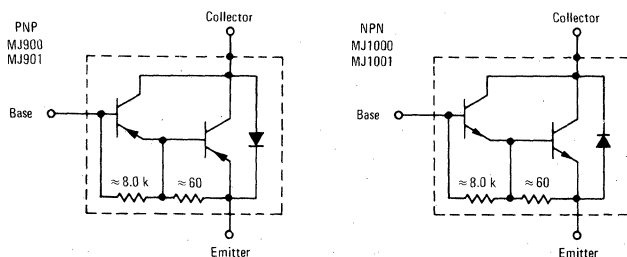 PNP
MJ900
MJ901
Collector
Base
≈ 8.0 k
≈ 60
Emitter
NPN
MJ1000
MJ1001
Collector
Base
≈ 8.0 k
≈ 60
Emitter